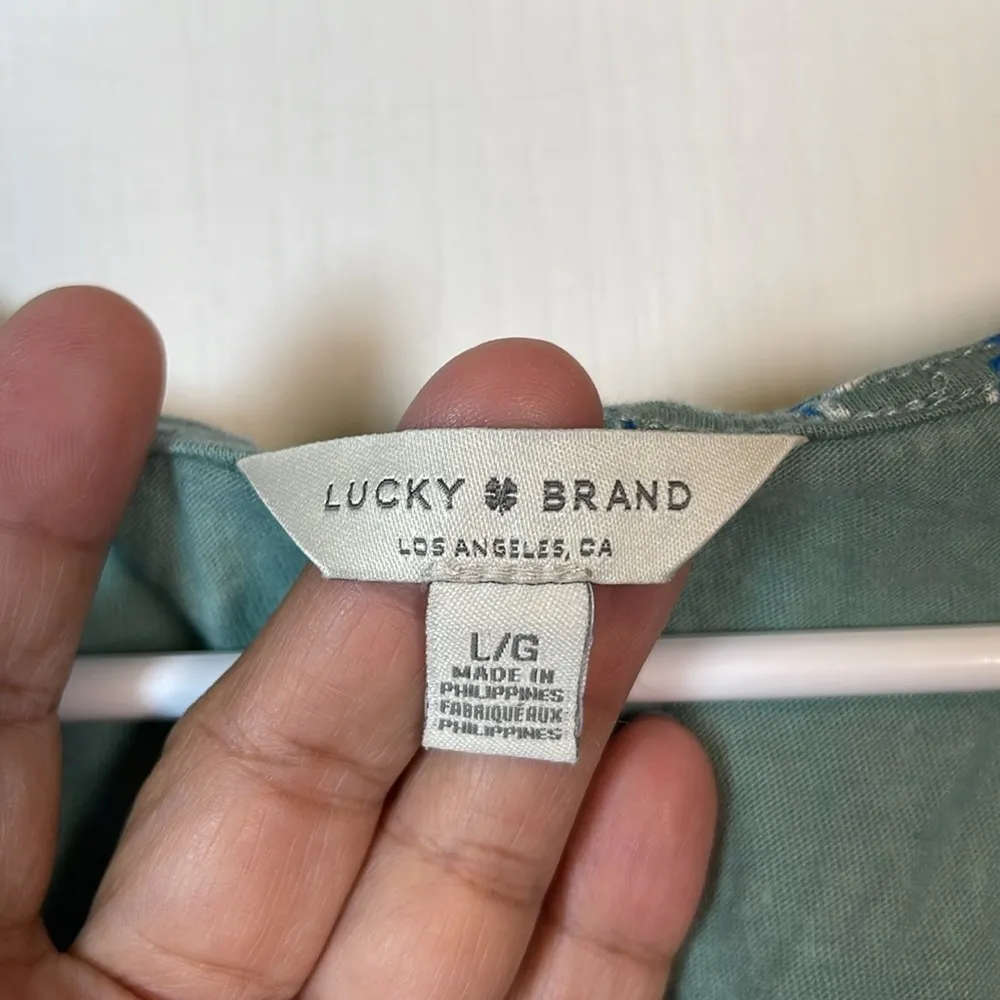 LUCKY BRAND
LOS ANGELES, CA
L/G
MADE IN
PHILIPPINES
FABRIQUÉ AUX
PHILIPPINES